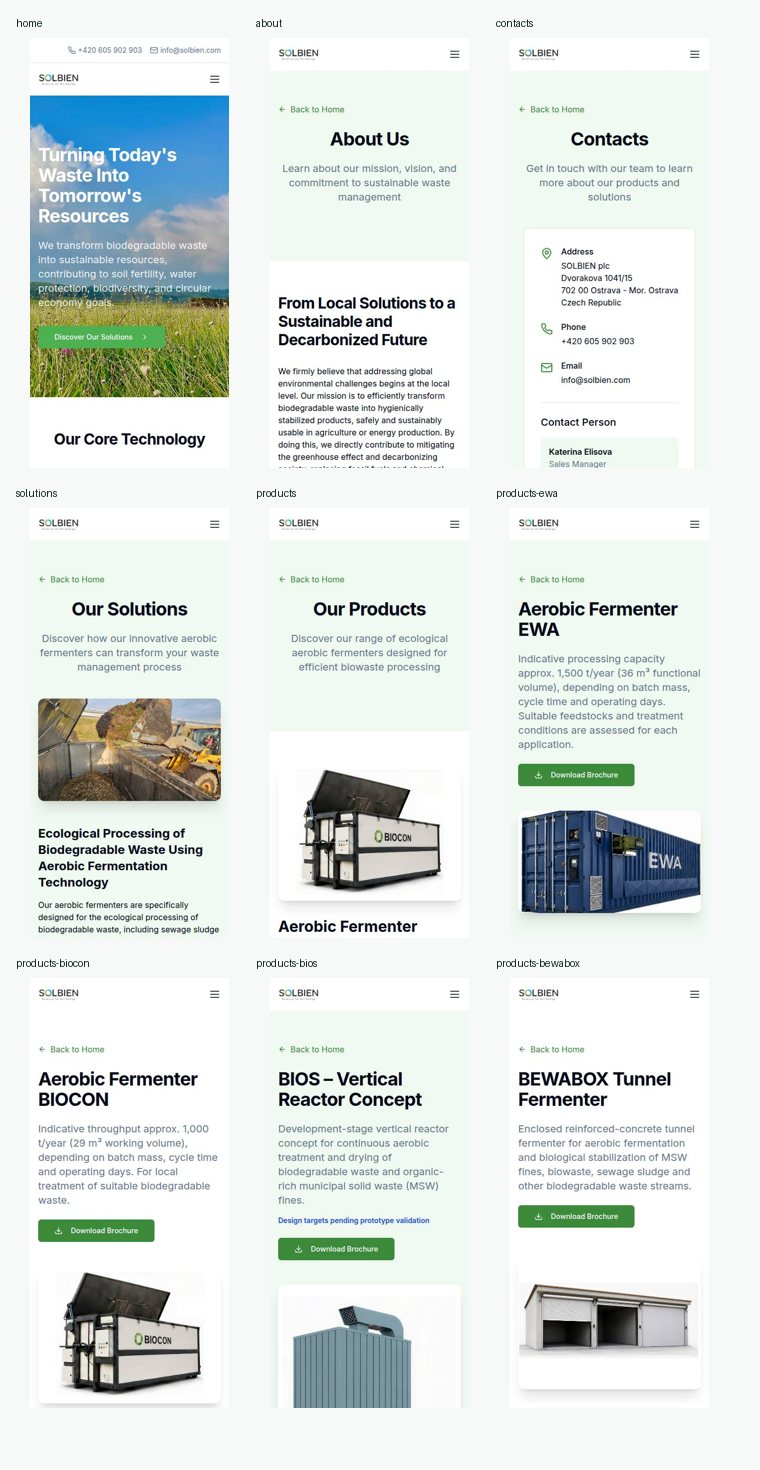 home
about
contacts
+420 605 902 903 info@solbien.com
SOLBIEN
Turning Today's
Waste Into
Tomorrow's
Resources
We transform biodegradable waste
into sustainable resources,
contributing to soil fertility, water
protection, biodiversity, and circular
economy goals.
Discover Our Solutions
Our Core Technology
SOLBIEN
Back to Home
About Us
Learn about our mission, vision, and
commitment to sustainable waste
management
From Local Solutions to a
Sustainable and
Decarbonized Future
We firmly believe that addressing global
environmental challenges begins at the local
level. Our mission is to efficiently transform
biodegradable waste into hygienically
stabilized products, safely and sustainably
usable in agriculture or energy production. By
doing this, we directly contribute to mitigating
the greenhouse effect and decarbonizing
SOLBIEN
Back to Home
Contacts
Get in touch with our team to learn
more about our products and
solutions
Address
SOLBIEN plc
Dvorakova 1041/15
702 00 Ostrava - Mor. Ostrava
Czech Republic
Phone
+420 605 902 903
Email
info@solbien.com
Contact Person
Katerina Elisova
Sales Manager
solutions
products
products-ewa
SOLBIEN
Back to Home
Our Solutions
Discover how our innovative aerobic
fermenters can transform your waste
management process
Ecological Processing of
Biodegradable Waste Using
Aerobic Fermentation
Technology
Our aerobic fermenters are specifically
designed for the ecological processing of
biodegradable waste, including sewage sludge
SOLBIEN
Back to Home
Our Products
Discover our range of ecological
aerobic fermenters designed for
efficient biowaste processing
BIOCON
Aerobic Fermenter
SOLBIEN
Back to Home
Aerobic Fermenter
EWA
Indicative processing capacity
approx. 1,500 t/year (36 m³ functional
volume), depending on batch mass,
cycle time and operating days.
Suitable feedstocks and treatment
conditions are assessed for each
application.
Download Brochure
EWA
products-biocon
products-bios
products-bewabox
SOLBIEN
Back to Home
Aerobic Fermenter
BIOCON
Indicative throughput approx. 1,000
t/year (29 m³ working volume),
depending on batch mass, cycle time
and operating days. For local
treatment of suitable biodegradable
waste.
Download Brochure
BIOCON
SOLBIEN
Back to Home
BIOS – Vertical
Reactor Concept
Development-stage vertical reactor
concept for continuous aerobic
treatment and drying of
biodegradable waste and organic-
rich municipal solid waste (MSW)
fines.
Design targets pending prototype validation
Download Brochure
SOLBIEN
Back to Home
BEWABOX Tunnel
Fermenter
Enclosed reinforced-concrete tunnel
fermenter for aerobic fermentation
and biological stabilization of MSW
fines, biowaste, sewage sludge and
other biodegradable waste streams.
Download Brochure